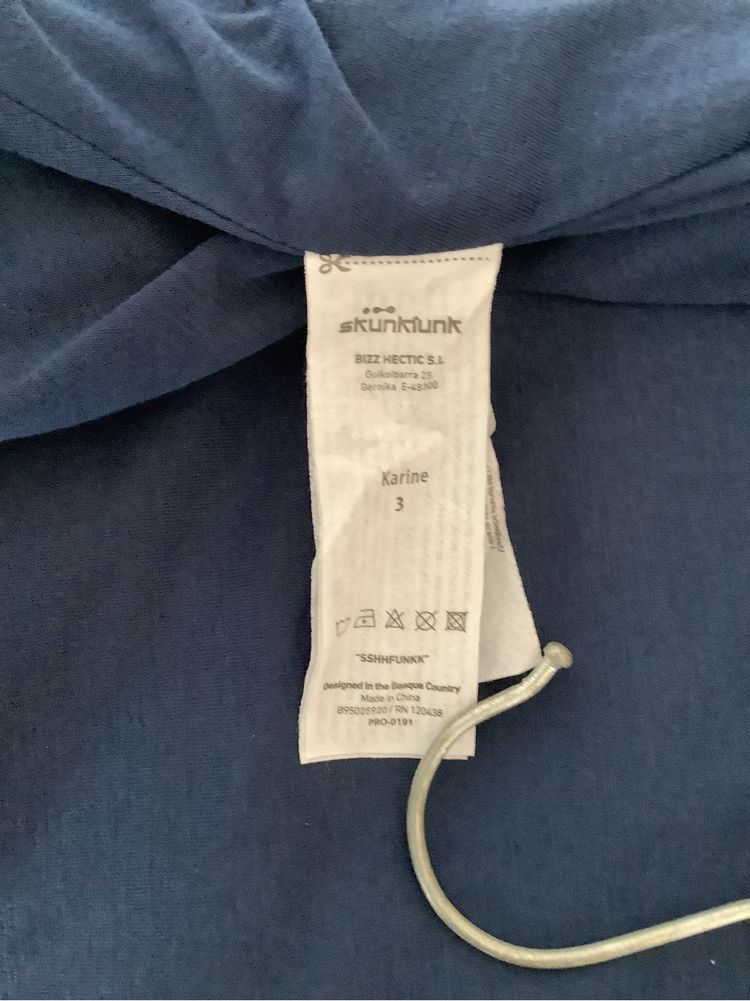 skunkfunk
BIZZ HECTIC S.L
Goikoibarra 25
Gernika E-48300
Karine
3
"SSHHFUNKK"
Designed in the Basque Country
Made in China
B95025920 / RN 120438
PRO-0191